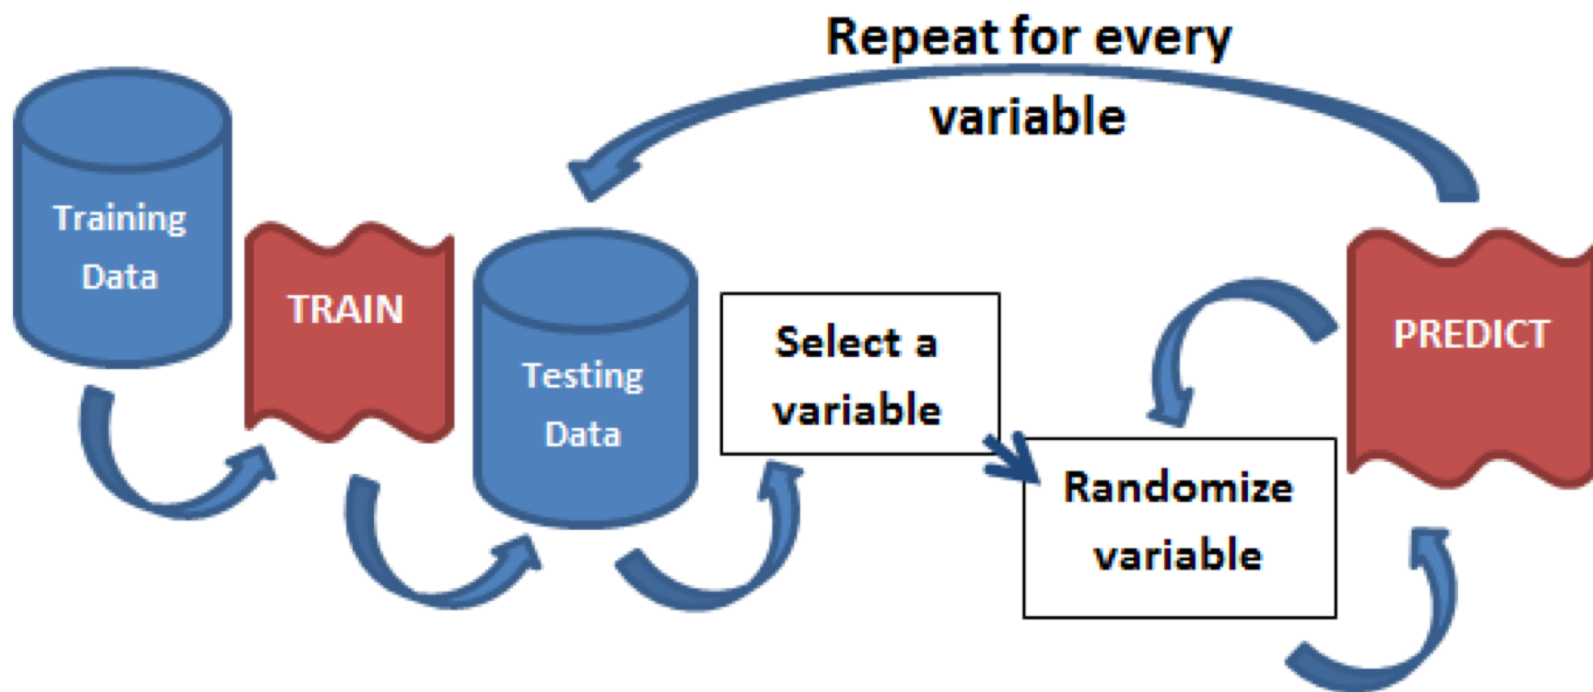 Repeat for every
variable
Training
Data
TRAIN
Testing
Data
Select a
variable
Randomize
variable
PREDICT